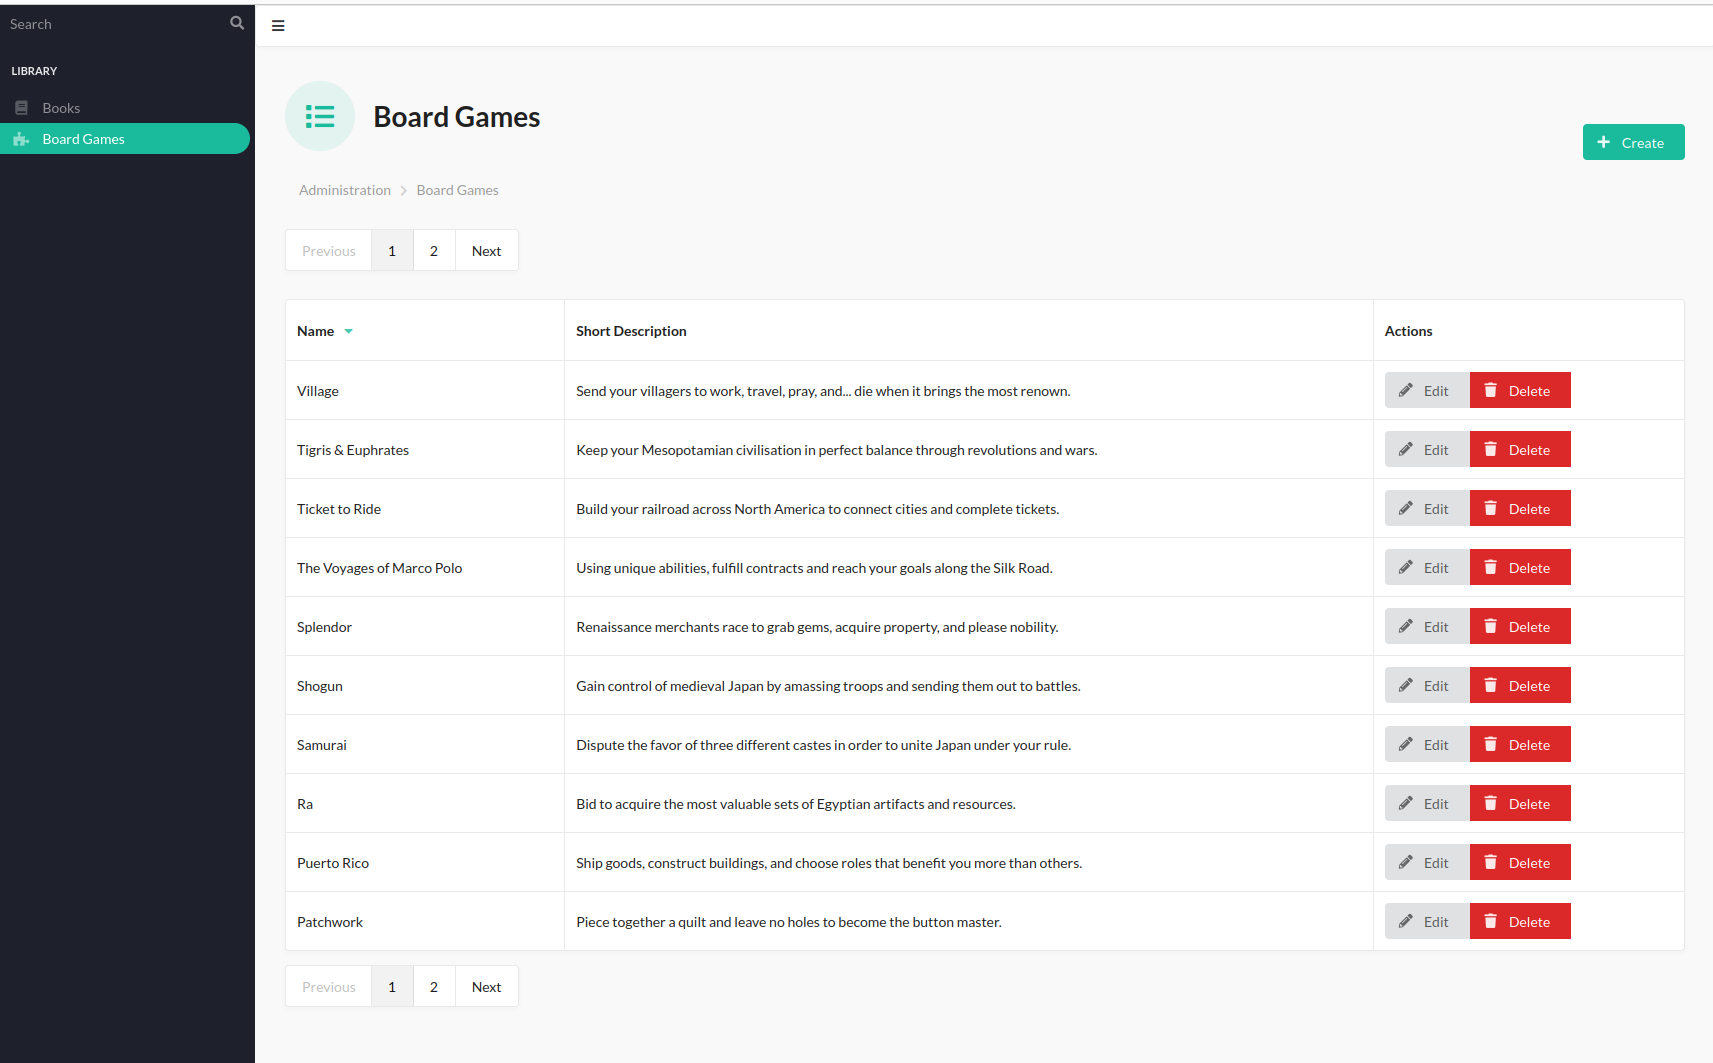 Search
LIBRARY
Books
Board Games
Board Games
Create
Administration Board Games
Previous 1 2 Next
Name Short Description Actions
Village Send your villagers to work, travel, pray, and... die when it brings the most renown. Edit Delete
Tigris & Euphrates Keep your Mesopotamian civilisation in perfect balance through revolutions and wars. Edit Delete
Ticket to Ride Build your railroad across North America to connect cities and complete tickets. Edit Delete
The Voyages of Marco Polo Using unique abilities, fulfill contracts and reach your goals along the Silk Road. Edit Delete
Splendor Renaissance merchants race to grab gems, acquire property, and please nobility. Edit Delete
Shogun Gain control of medieval Japan by amassing troops and sending them out to battles. Edit Delete
Samurai Dispute the favor of three different castes in order to unite Japan under your rule. Edit Delete
Ra Bid to acquire the most valuable sets of Egyptian artifacts and resources. Edit Delete
Puerto Rico Ship goods, construct buildings, and choose roles that benefit you more than others. Edit Delete
Patchwork Piece together a quilt and leave no holes to become the button master. Edit Delete
Previous 1 2 Next